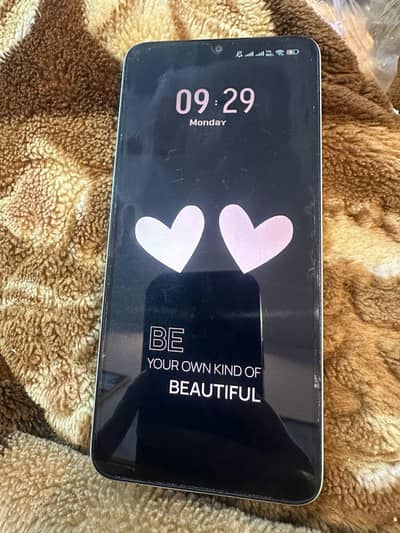 09:29
Monday
BE
YOUR OWN KIND OF
BEAUTIFUL